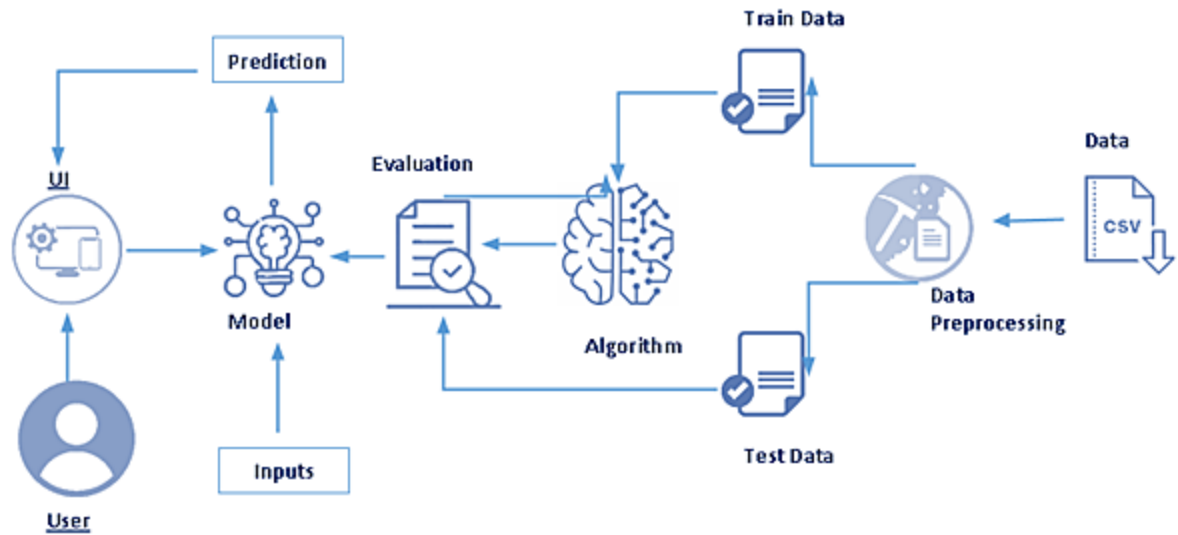 Train Data
Prediction
Data
Evaluation
UI
CSV
Data
Preprocessing
Model
Algorithm
Test Data
Inputs
User